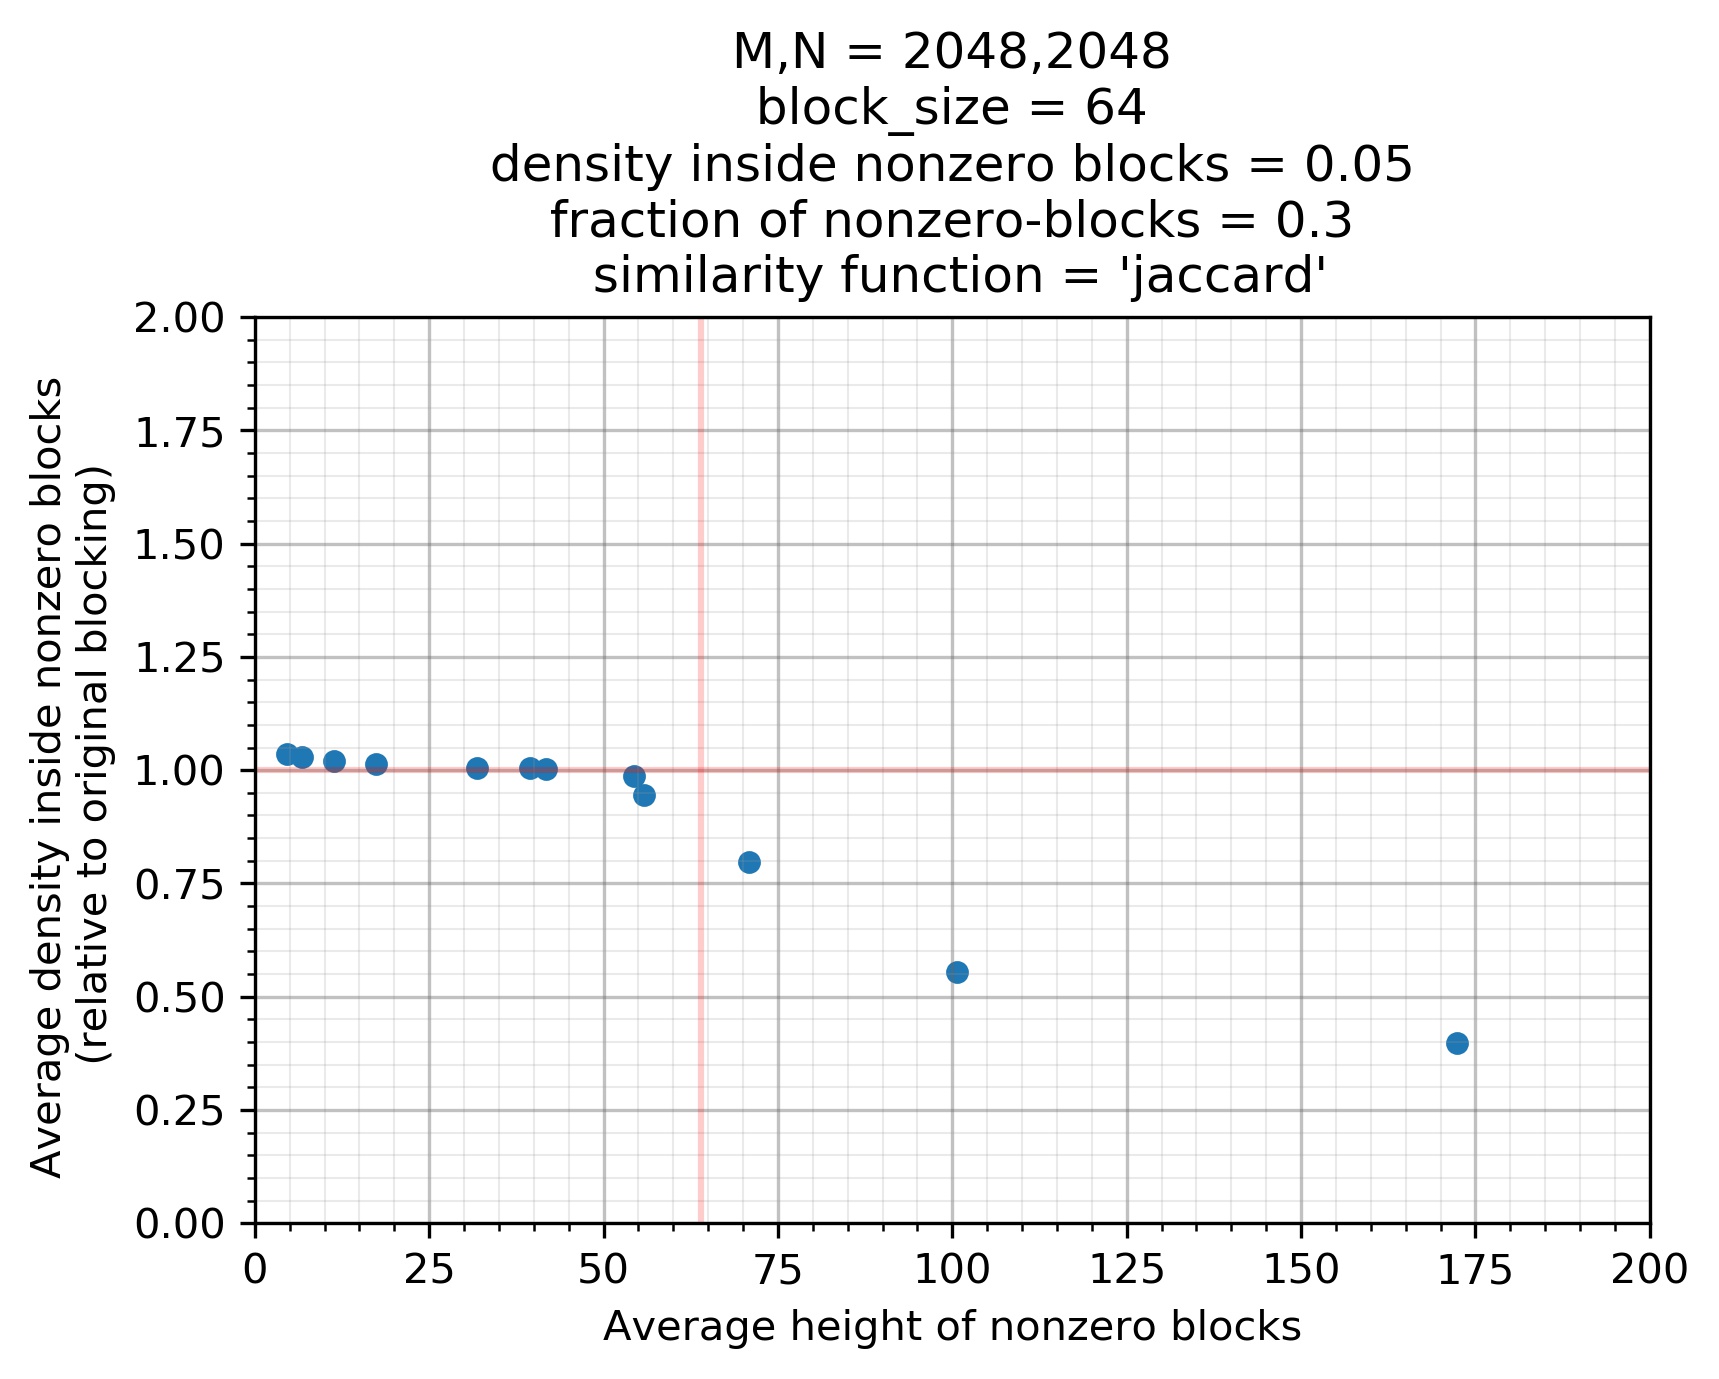 M,N = 2048,2048
block_size = 64
density inside nonzero blocks = 0.05
fraction of nonzero-blocks = 0.3
similarity function = 'jaccard'
2.00
1.75
1.50
1.25
1.00
0.75
0.50
0.25
0.00
Average density inside nonzero blocks
(relative to original blocking)
0 25 50 75 100 125 150 175 200
Average height of nonzero blocks